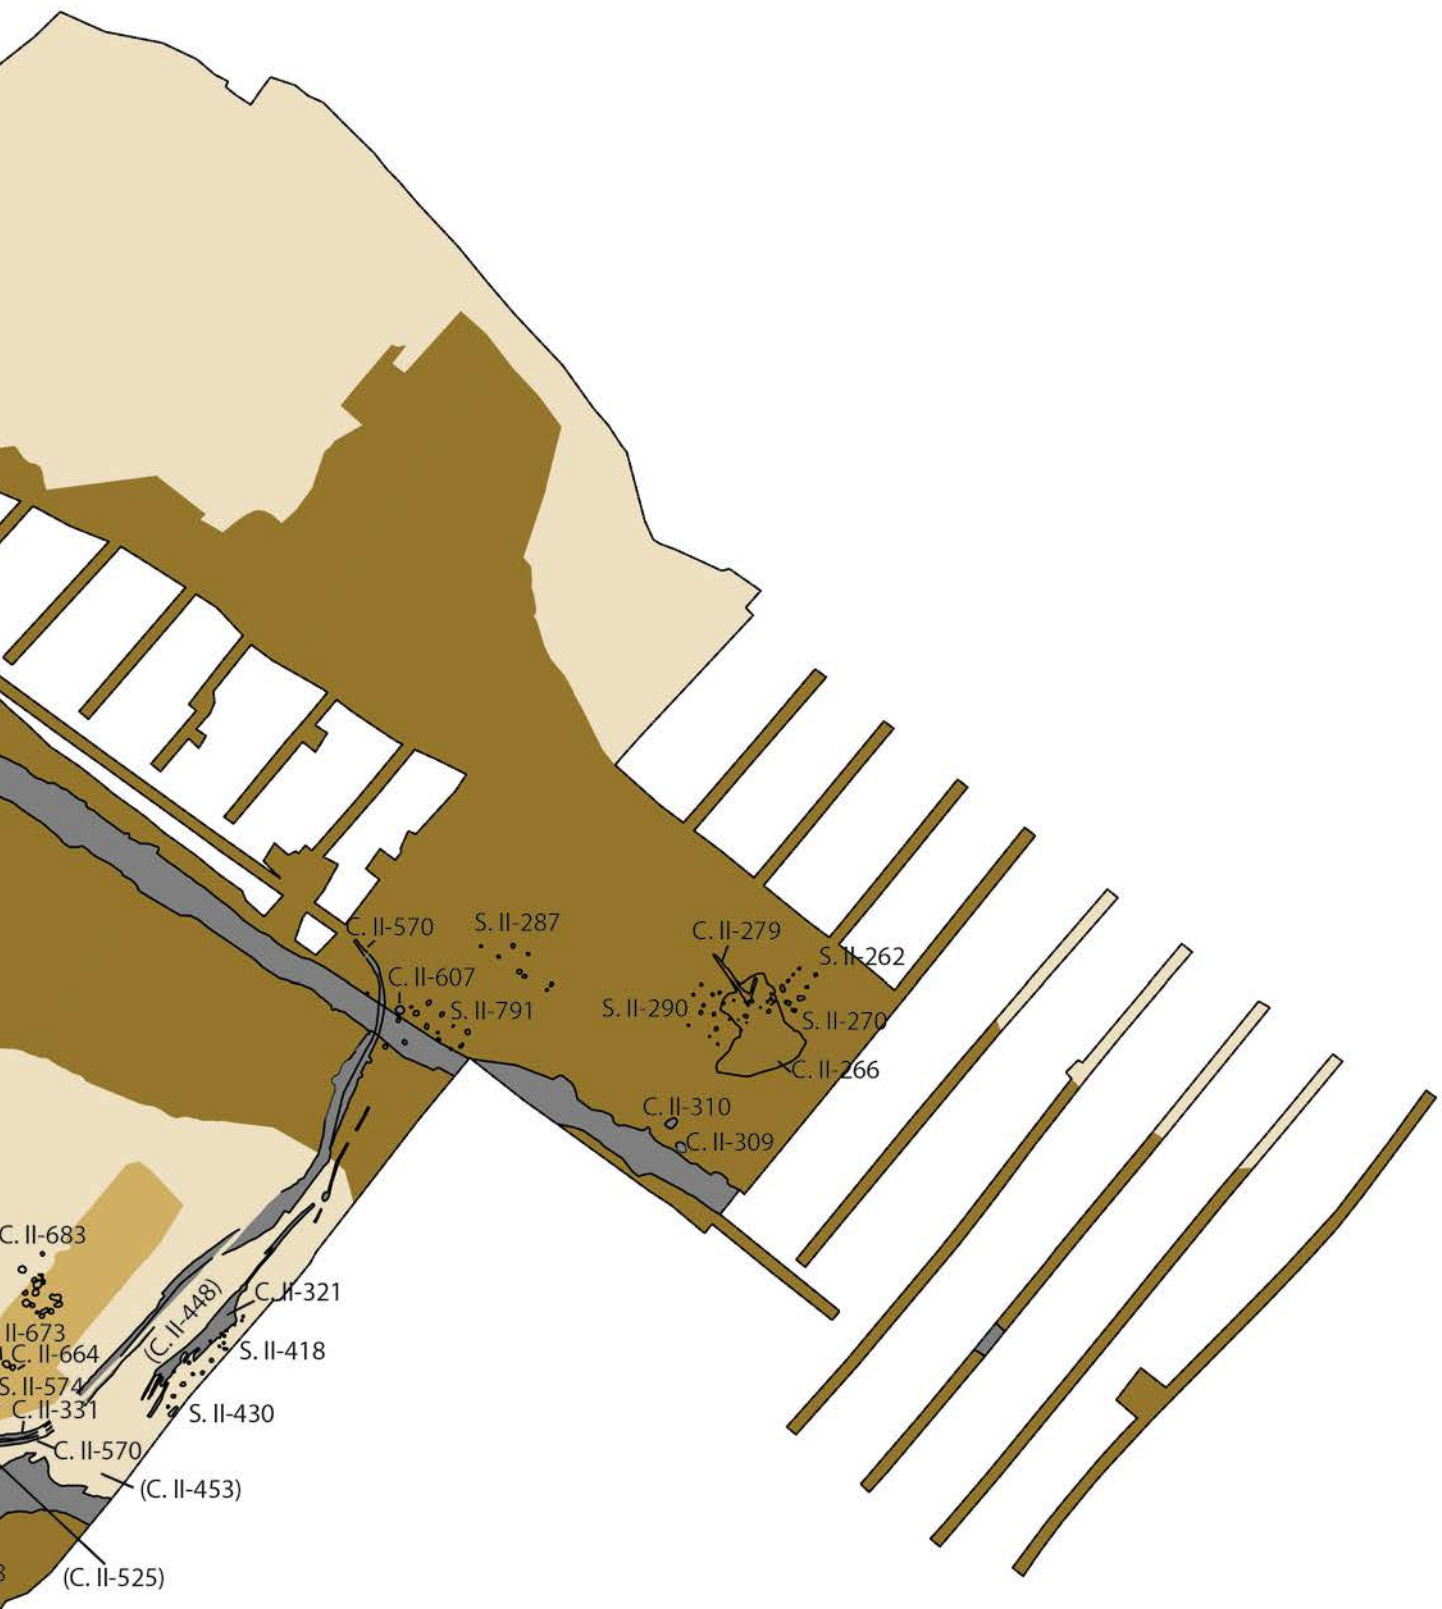 C. II-570
S. II-287
C. II-279
S. II-262
C. II-607
S. II-791
S. II-290
S. II-270
C. II-266
C. II-310
C. II-309
C. II-683
C. II-321
(C. II-448)
II-673
C. II-664
S. II-418
S. II-574
C. II-331
S. II-430
C. II-570
(C. II-453)
(C. II-525)